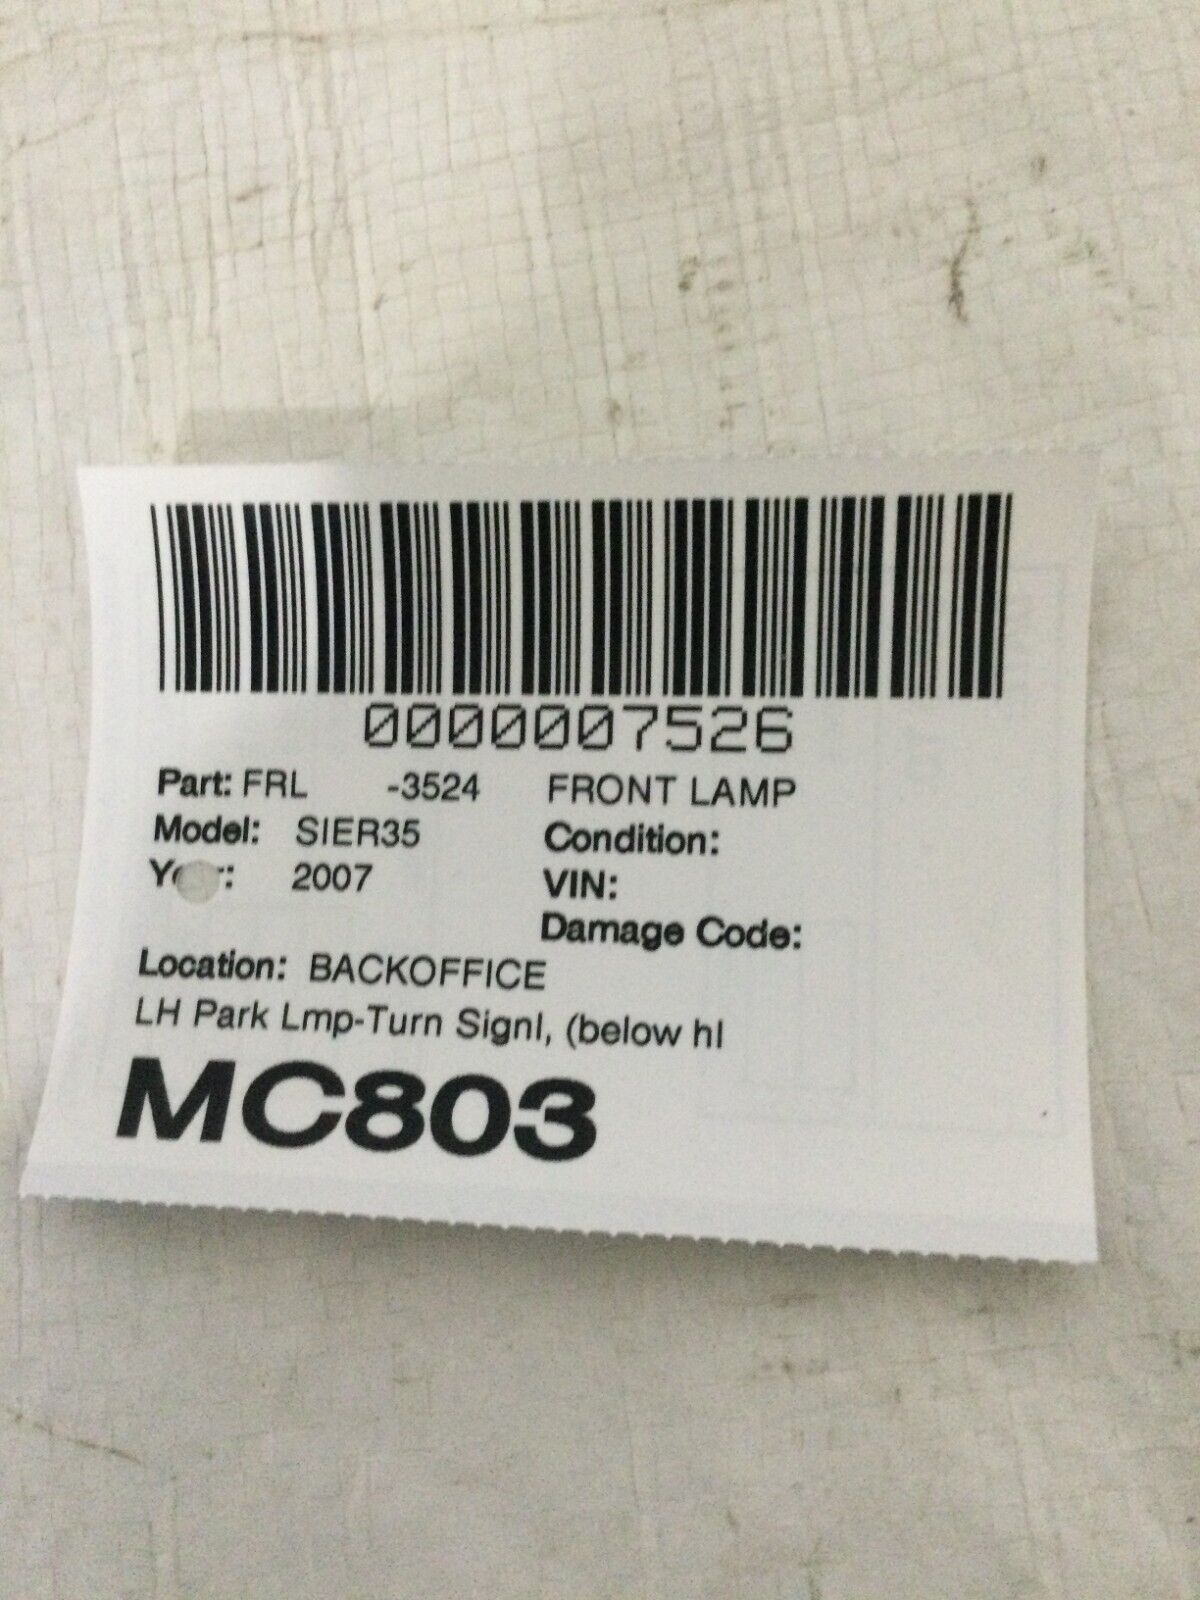 0000007526
Part: FRL -3524 FRONT LAMP
Model: SIER35 Condition:
2007 VIN:
Damage Code:
Location: BACKOFFICE
LH Park Lmp-Turn Signl, (below hl
MC803